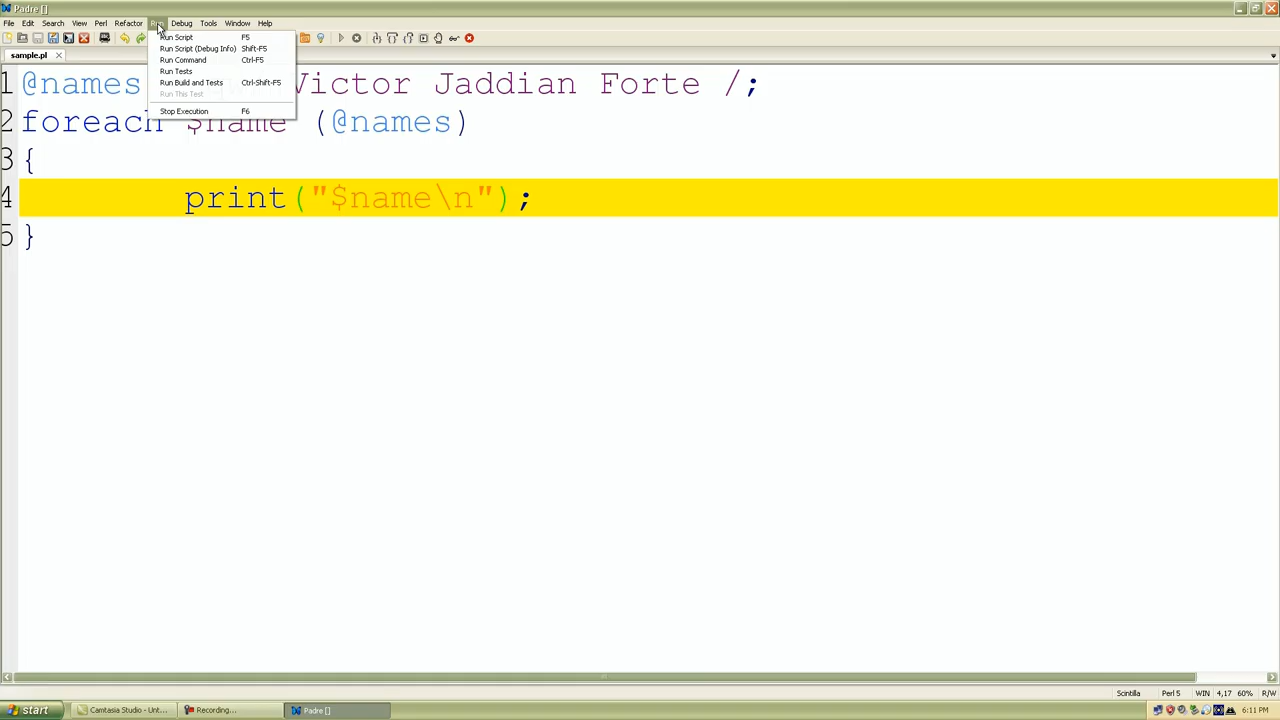 Padre []
File Edit Search View Perl Refactor Run Debug Tools Window Help
Run Script F5
Run Script (Debug Info) Shift-F5
Run Command Ctrl-F5
Run Tests
Run Build and Tests Ctrl-Shift-F5
Run This Test
Stop Execution F6
sample.pl
1 @names Victor Jaddian Forte /;
2 foreach $name (@names)
3 {
4 print("$name\n");
5 }
Scintilla Perl 5 WIN 4,17 60% R/W
start Camtasia Studio - Unt... Recording... Padre [] 6:11 PM